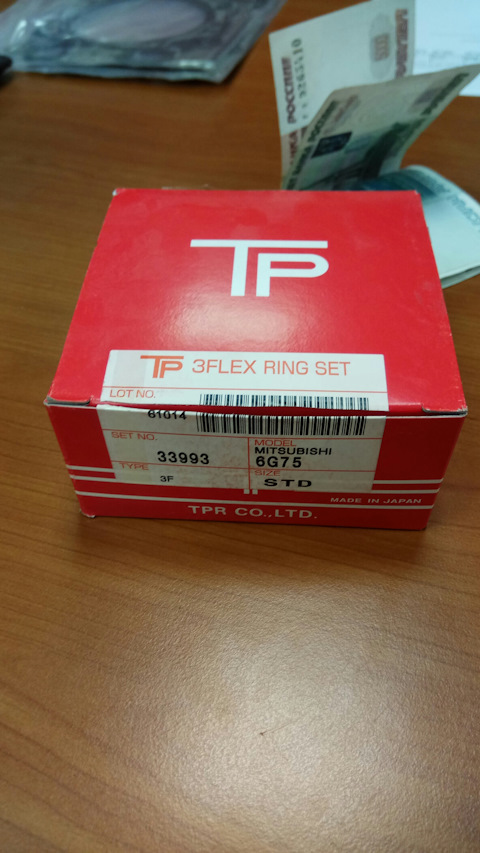 TP
TP 3FLEX RING SET
LOT NO.
61014
SET NO.
33993
MODEL
MITSUBISHI
6G75
TYPE
3F
SIZE
STD
MADE IN JAPAN
TPR CO.,LTD.